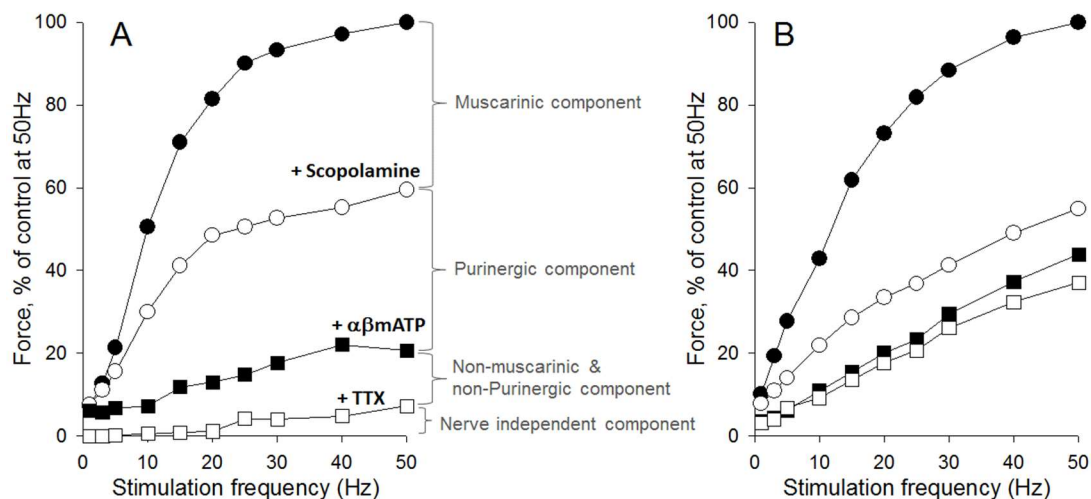 A
Force, % of control at 50Hz
100
80
60
40
20
0
Muscarinic component
+ Scopolamine
Purinergic component
+ αβmATP
Non-muscarinic &
non-Purinergic component
+ TTX
Nerve independent component
0 10 20 30 40 50
Stimulation frequency (Hz)
B
Force, % of control at 50Hz
100
80
60
40
20
0
0 10 20 30 40 50
Stimulation frequency (Hz)